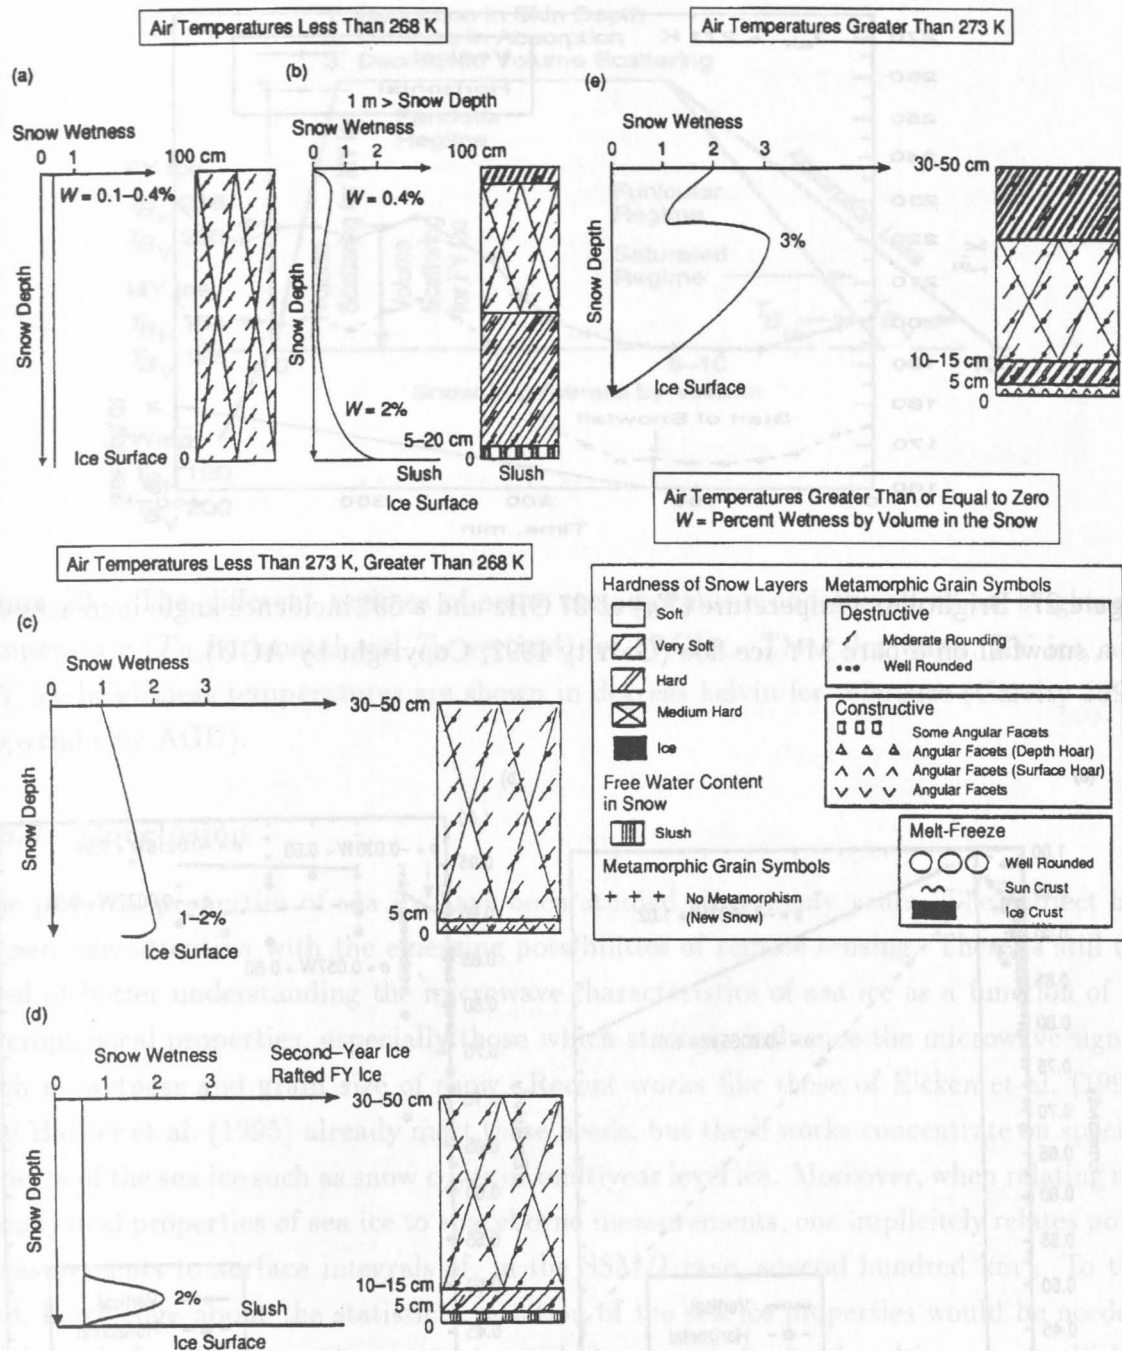 Air Temperatures Less Than 268 K
Air Temperatures Greater Than 273 K
(a)
Snow Wetness
0 1
100 cm
W = 0.1–0.4%
Snow Depth
Ice Surface
0
(b)
1 m > Snow Depth
Snow Wetness
0 1 2
100 cm
W = 0.4%
Snow Depth
W = 2%
5–20 cm
0
Slush
Slush
Ice Surface
(e)
Snow Wetness
0 1 2 3
30-50 cm
3%
Snow Depth
Ice Surface
10–15 cm
5 cm
0
Air Temperatures Greater Than or Equal to Zero
W = Percent Wetness by Volume in the Snow
Air Temperatures Less Than 273 K, Greater Than 268 K
(c)
Snow Wetness
0 1 2 3
30–50 cm
Snow Depth
1–2%
Ice Surface
5 cm
0
(d)
Snow Wetness
Second–Year Ice
Rafted FY Ice
0 1 2 3
30–50 cm
Snow Depth
2%
Slush
Ice Surface
10–15 cm
5 cm
0
Hardness of Snow Layers
Soft
Very Soft
Hard
Medium Hard
Ice
Free Water Content
in Snow
Slush
Metamorphic Grain Symbols
+ + + No Metamorphism
(New Snow)
Metamorphic Grain Symbols
Destructive
Moderate Rounding
Well Rounded
Constructive
Some Angular Facets
Angular Facets (Depth Hoar)
Angular Facets (Surface Hoar)
Angular Facets
Melt-Freeze
Well Rounded
Sun Crust
Ice Crust